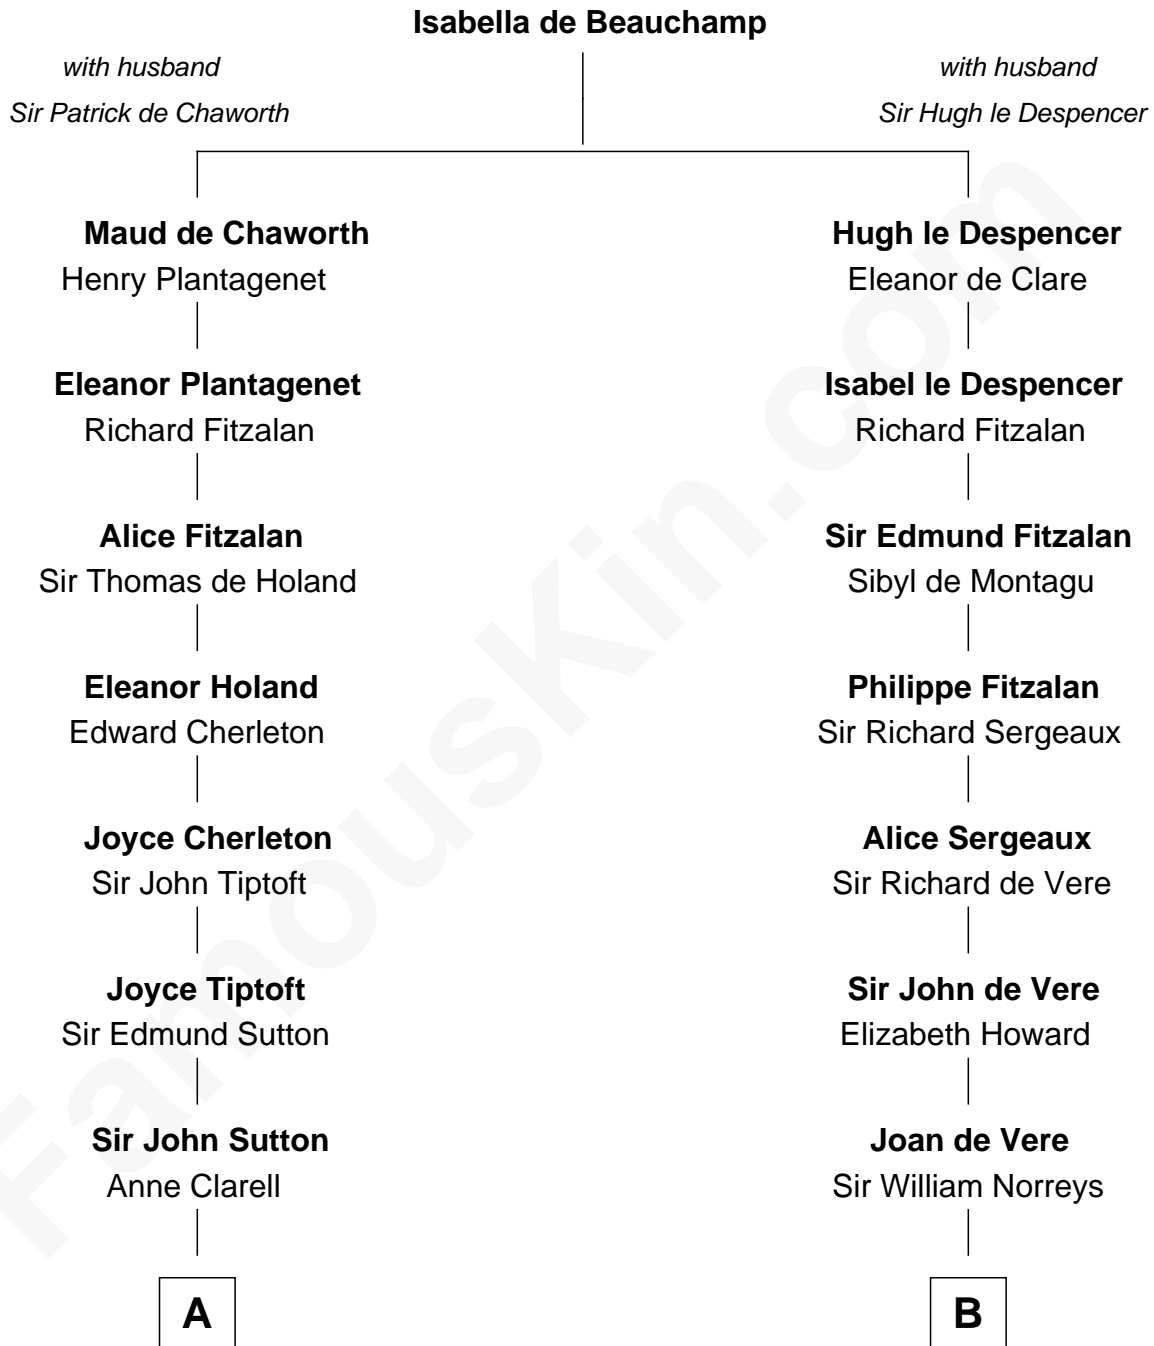 Isabella de Beauchamp
with husband
Sir Patrick de Chaworth
with husband
Sir Hugh le Despencer
Maud de Chaworth
Henry Plantagenet
Hugh le Despencer
Eleanor de Clare
Eleanor Plantagenet
Richard Fitzalan
Isabel le Despencer
Richard Fitzalan
Alice Fitzalan
Sir Thomas de Holand
Sir Edmund Fitzalan
Sibyl de Montagu
Eleanor Holand
Edward Cherleton
Philippe Fitzalan
Sir Richard Sergeaux
Joyce Cherleton
Sir John Tiptoft
Alice Sergeaux
Sir Richard de Vere
Joyce Tiptoft
Sir Edmund Sutton
Sir John de Vere
Elizabeth Howard
Sir John Sutton
Anne Clarell
Joan de Vere
Sir William Norreys
A
B
FamousKin.com